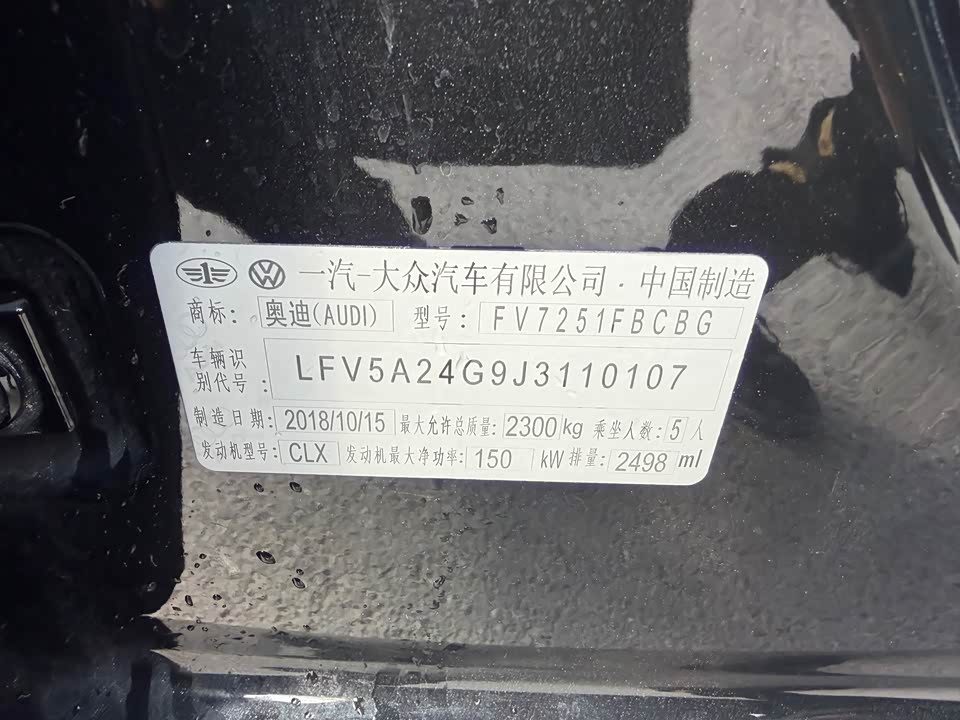 一汽-大众汽车有限公司·中国制造
商标：奥迪(AUDI) 型号：FV7251FBCBG
车辆识
别代号：LFV5A24G9J3110107
制造日期：2018/10/15 最大允许总质量：2300kg 乘坐人数：5人
发动机型号：CLX 发动机最大净功率：150 kW 排量：2498 ml